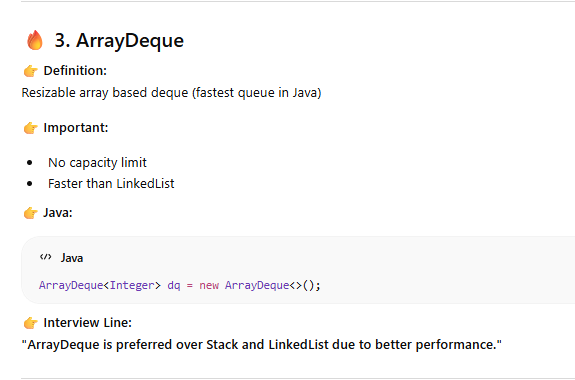 🔥 3. ArrayDeque
👉 Definition:
Resizable array based deque (fastest queue in Java)
👉 Important:
• No capacity limit
• Faster than LinkedList
👉 Java:
</> Java
ArrayDeque<Integer> dq = new ArrayDeque<>();
👉 Interview Line:
"ArrayDeque is preferred over Stack and LinkedList due to better performance."